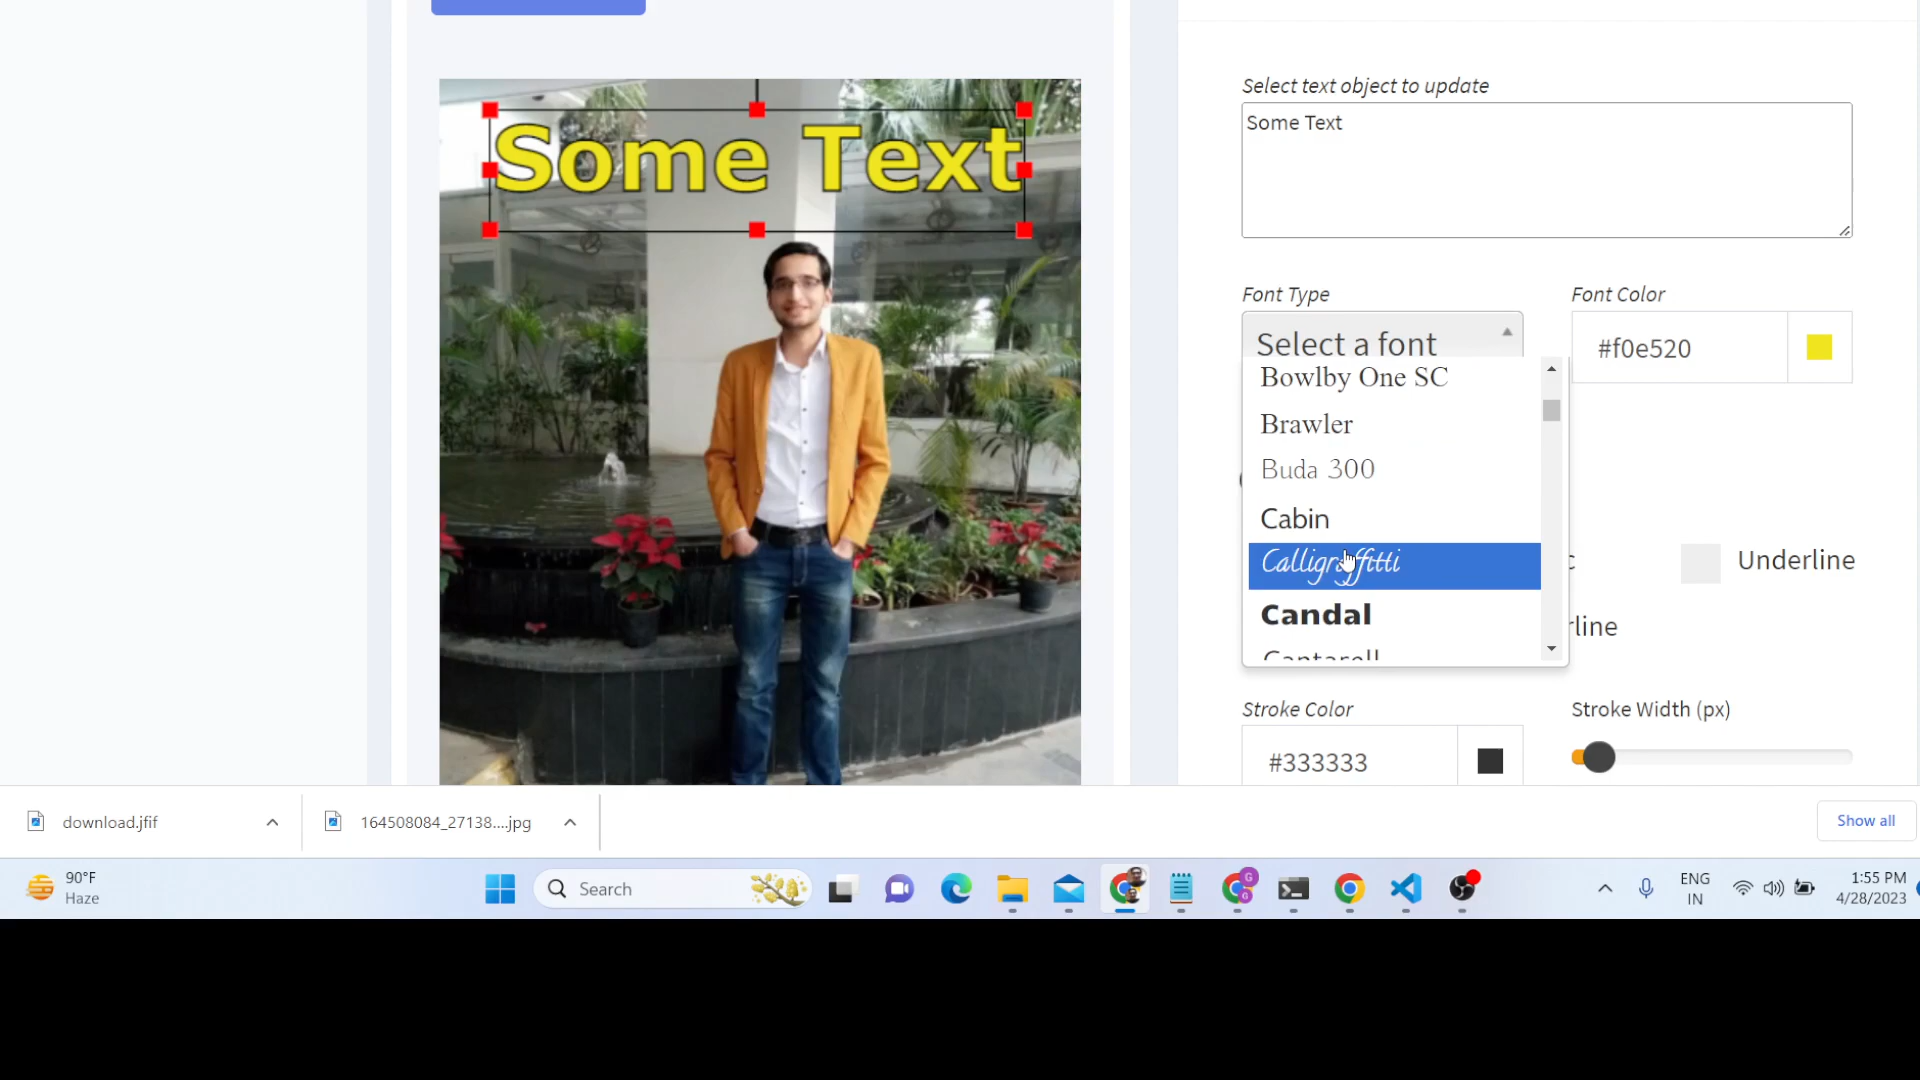 Select text object to update
Some Text
Some Text
Font Type
Font Color
Select a font
#f0e520
Bowlby One SC
Brawler
Buda 300
Cabin
Calligraffitti
Underline
Candal
rline
Cantarell
Stroke Color
Stroke Width (px)
#333333
download.jfif
164508084_27138....jpg
Show all
90°F
Haze
Search
ENG
IN
1:55 PM
4/28/2023